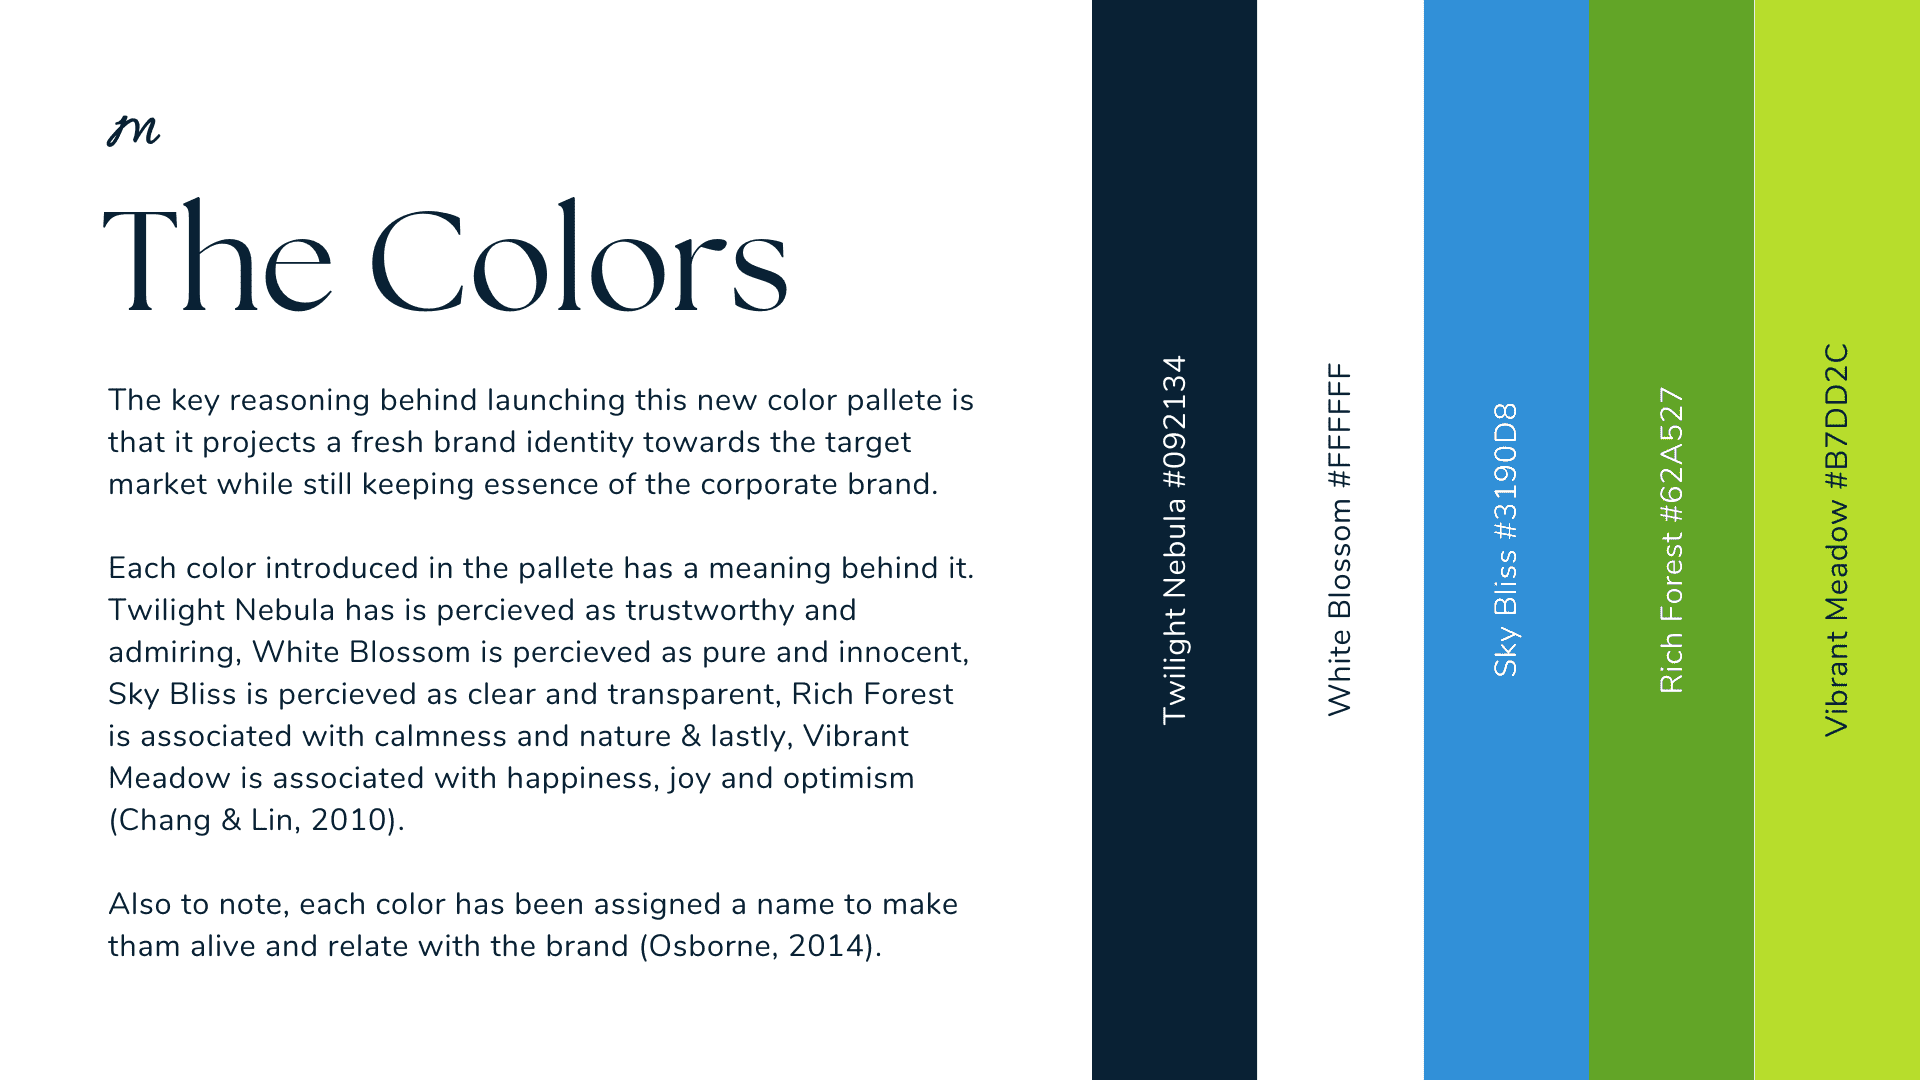 m
The Colors
The key reasoning behind launching this new color pallete is
that it projects a fresh brand identity towards the target
market while still keeping essence of the corporate brand.
Each color introduced in the pallete has a meaning behind it.
Twilight Nebula has is percieved as trustworthy and
admiring, White Blossom is percieved as pure and innocent,
Sky Bliss is percieved as clear and transparent, Rich Forest
is associated with calmness and nature & lastly, Vibrant
Meadow is associated with happiness, joy and optimism
(Chang & Lin, 2010).
Also to note, each color has been assigned a name to make
tham alive and relate with the brand (Osborne, 2014).
Twilight Nebula #092134
White Blossom #FFFFFF
Sky Bliss #3190D8
Rich Forest #62A527
Vibrant Meadow #B7DD2C